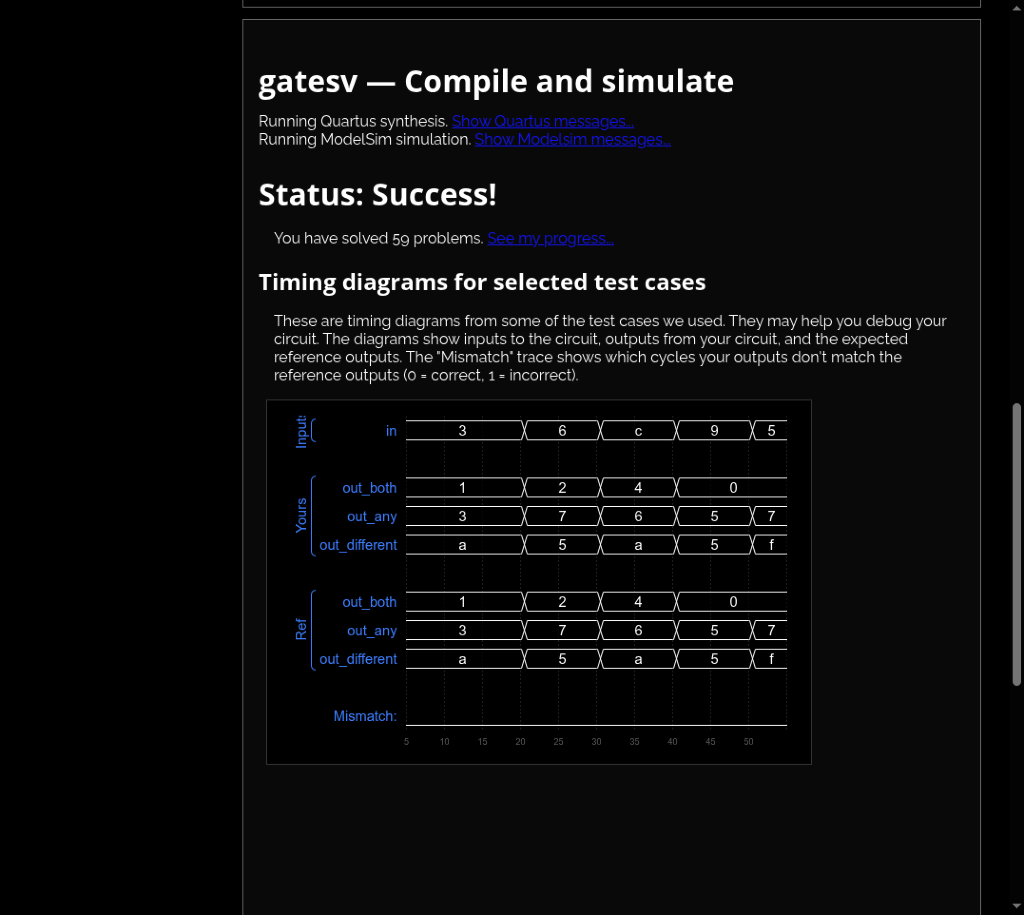 gatesv — Compile and simulate
Running Quartus synthesis. Show Quartus messages...
Running ModelSim simulation. Show Modelsim messages...
Status: Success!
You have solved 59 problems. See my progress...
Timing diagrams for selected test cases
These are timing diagrams from some of the test cases we used. They may help you debug your
circuit. The diagrams show inputs to the circuit, outputs from your circuit, and the expected
reference outputs. The "Mismatch" trace shows which cycles your outputs don't match the
reference outputs (0 = correct, 1 = incorrect).
Inputs
in 3 6 c 9 5
Yours
out_both 1 2 4 0
out_any 3 7 6 5 7
out_different a 5 a 5 f
Ref
out_both 1 2 4 0
out_any 3 7 6 5 7
out_different a 5 a 5 f
Mismatch:
5 10 15 20 25 30 35 40 45 50